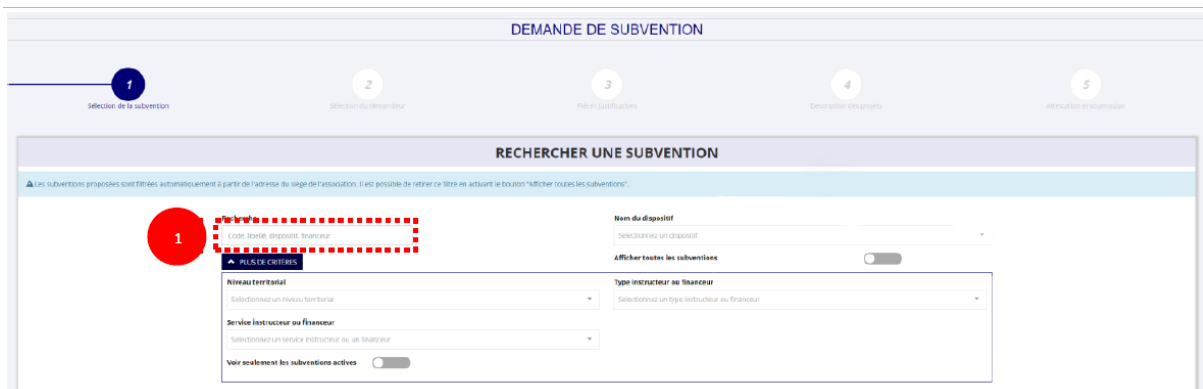 DEMANDE DE SUBVENTION
1
2
3
4
5
Sélection de la subvention
Sélection du demandeur
Pièces justificatives
Description des projets
Attestation et soumission
RECHERCHER UNE SUBVENTION
Les subventions proposées sont filtrées automatiquement à partir de l'adresse du siège de l'association. Il est possible de retirer ce filtre en activant le bouton "Afficher toutes les subventions".
1
Recherche
Nom du dispositif
Code, libellé, dispositif, financeur
Sélectionnez un dispositif
PLUS DE CRITÈRES
Afficher toutes les subventions
Niveau territorial
Type instructeur ou financeur
Sélectionnez un niveau territorial
Sélectionnez un type instructeur ou financeur
Service instructeur ou financeur
Sélectionnez un service instructeur ou un financeur
Voir seulement les subventions actives